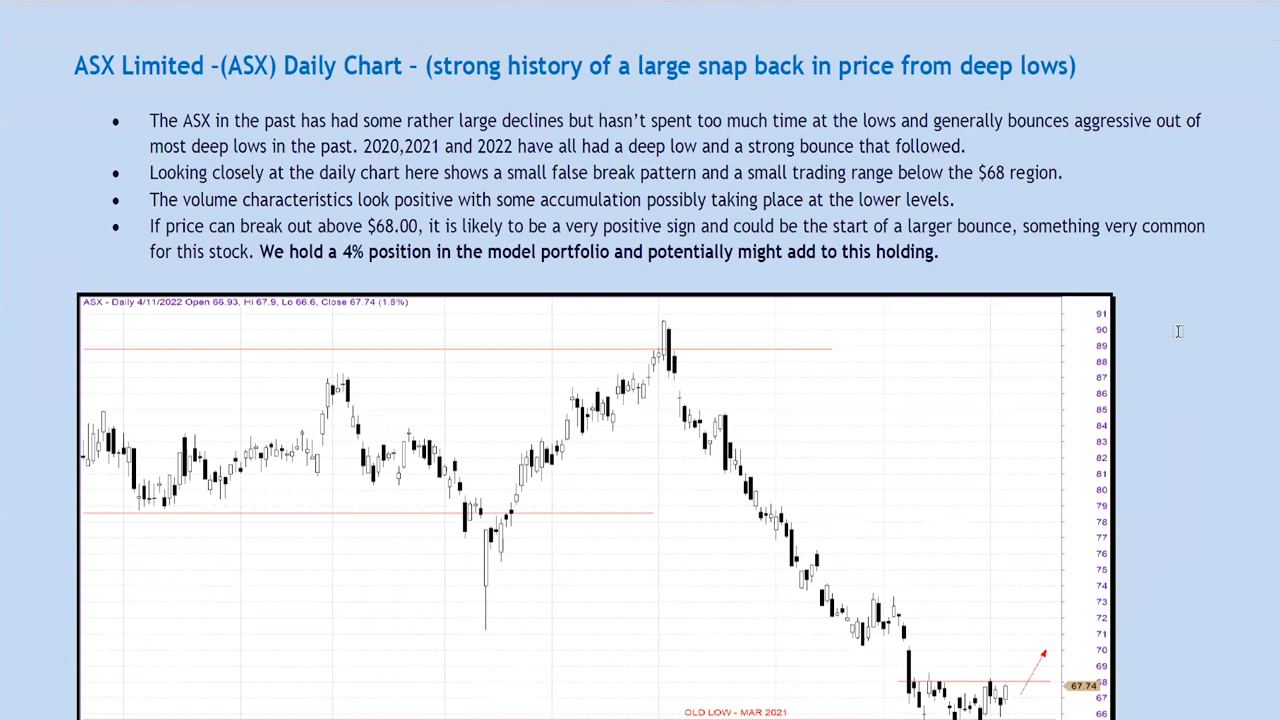 ASX Limited –(ASX) Daily Chart – (strong history of a large snap back in price from deep lows)
• The ASX in the past has had some rather large declines but hasn’t spent too much time at the lows and generally bounces aggressive out of
most deep lows in the past. 2020,2021 and 2022 have all had a deep low and a strong bounce that followed.
• Looking closely at the daily chart here shows a small false break pattern and a small trading range below the $68 region.
• The volume characteristics look positive with some accumulation possibly taking place at the lower levels.
• If price can break out above $68.00, it is likely to be a very positive sign and could be the start of a larger bounce, something very common
for this stock. We hold a 4% position in the model portfolio and potentially might add to this holding.
ASX - Daily 4/11/2022 Open 66.93, Hi 67.9, Lo 66.6, Close 67.74 (1.8%)
91
90
89
88
87
86
85
84
83
82
81
80
79
78
77
76
75
74
73
72
71
70
69
68
67.74
66
OLD LOW - MAR 2021